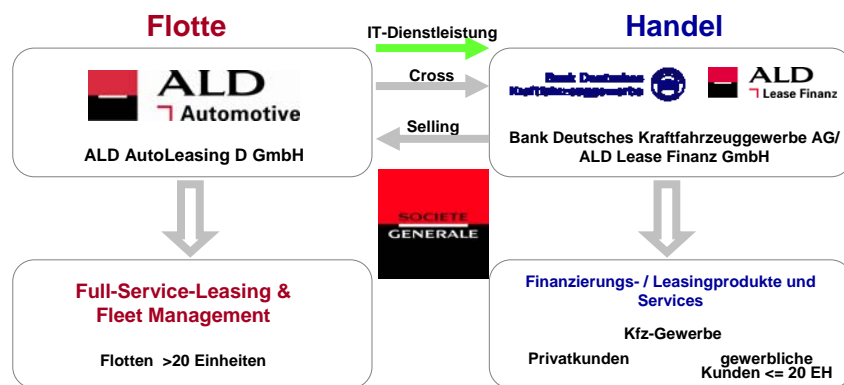 Flotte
IT-Dienstleistung
Handel
ALD
Automotive
Cross
Bank Deutsches
Kraftfahrzeuggewerbe
ALD
Lease Finanz
Selling
ALD AutoLeasing D GmbH
Bank Deutsches Kraftfahrzeuggewerbe AG/
ALD Lease Finanz GmbH
SOCIETE
GENERALE
Full-Service-Leasing &
Fleet Management
Flotten >20 Einheiten
Finanzierungs- / Leasingprodukte und
Services
Kfz-Gewerbe
Privatkunden
gewerbliche
Kunden <= 20 EH